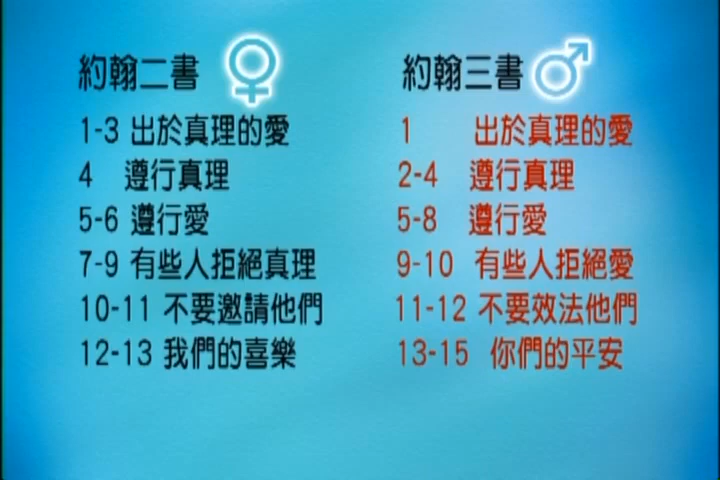 約翰二書
1-3 出於真理的愛
4 遵行真理
5-6 遵行愛
7-9 有些人拒絕真理
10-11 不要邀請他們
12-13 我們的喜樂
約翰三書
1 出於真理的愛
2-4 遵行真理
5-8 遵行愛
9-10 有些人拒絕愛
11-12 不要效法他們
13-15 你們的平安